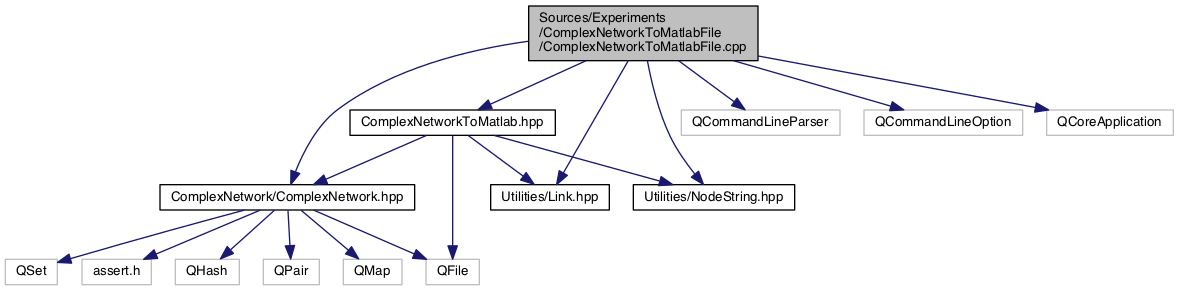 Sources/Experiments
/ComplexNetworkToMatlabFile
/ComplexNetworkToMatlabFile.cpp
ComplexNetworkToMatlab.hpp
QCommandLineParser
QCommandLineOption
QCoreApplication
ComplexNetwork/ComplexNetwork.hpp
Utilities/Link.hpp
Utilities/NodeString.hpp
QSet
assert.h
QHash
QPair
QMap
QFile